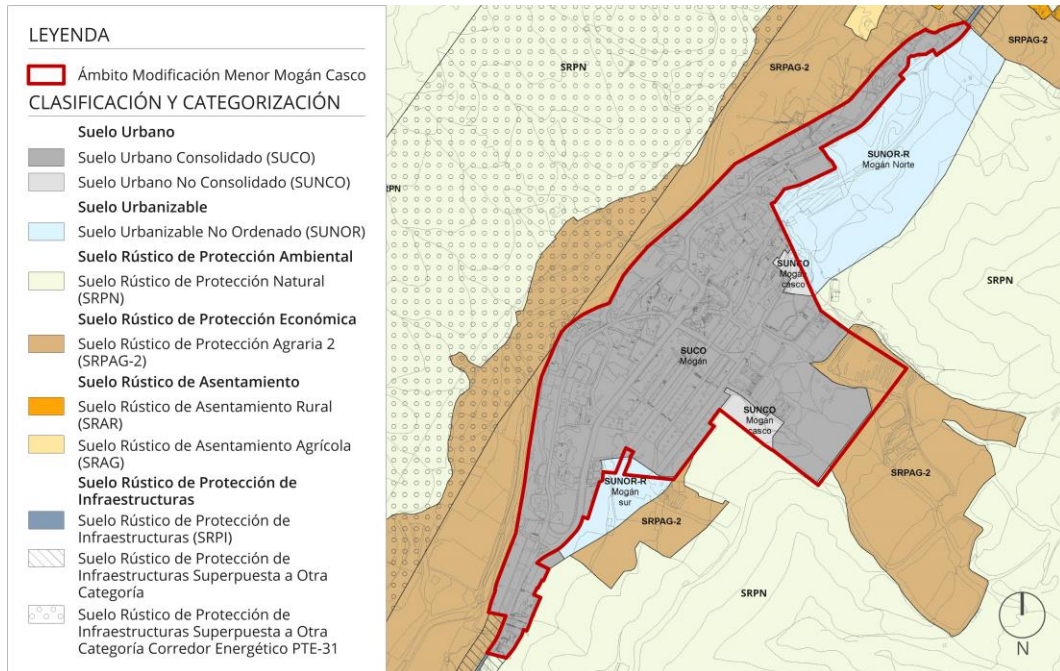 LEYENDA
Ámbito Modificación Menor Mogán Casco
CLASIFICACIÓN Y CATEGORIZACIÓN
Suelo Urbano
Suelo Urbano Consolidado (SUCO)
Suelo Urbano No Consolidado (SUNCO)
Suelo Urbanizable
Suelo Urbanizable No Ordenado (SUNOR)
Suelo Rústico de Protección Ambiental
Suelo Rústico de Protección Natural
(SRPN)
Suelo Rústico de Protección Económica
Suelo Rústico de Protección Agraria 2
(SRPAG-2)
Suelo Rústico de Asentamiento
Suelo Rústico de Asentamiento Rural
(SRAR)
Suelo Rústico de Asentamiento Agrícola
(SRAG)
Suelo Rústico de Protección de
Infraestructuras
Suelo Rústico de Protección de
Infraestructuras (SRPI)
Suelo Rústico de Protección de
Infraestructuras Superpuesta a Otra
Categoría
Suelo Rústico de Protección de
Infraestructuras Superpuesta a Otra
Categoría Corredor Energético PTE-31
SRPAG-2
SRPN
SRPAG-2
SUNOR-R
Mogán Norte
SRPN
SUNCO
Mogán
casco
SRPN
SUCO
Mogán
SUNCO
Mogán
casco
SRPAG-2
SUNOR-R
Mogán
sur
SRPAG-2
SRPN
N